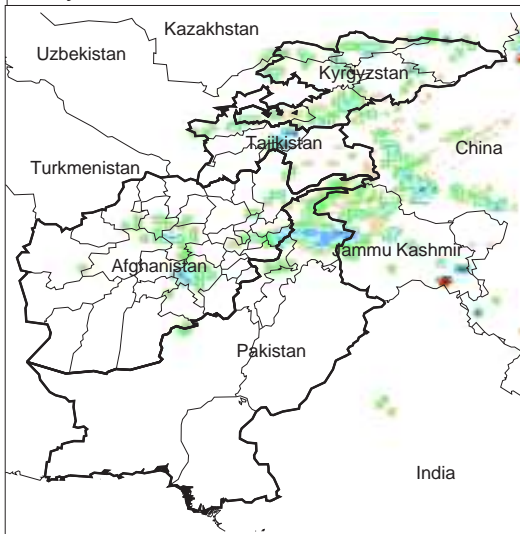 Kazakhstan
Uzbekistan
Kyrgyzstan
Tajikistan
China
Turkmenistan
Jammu Kashmir
Afghanistan
Pakistan
India